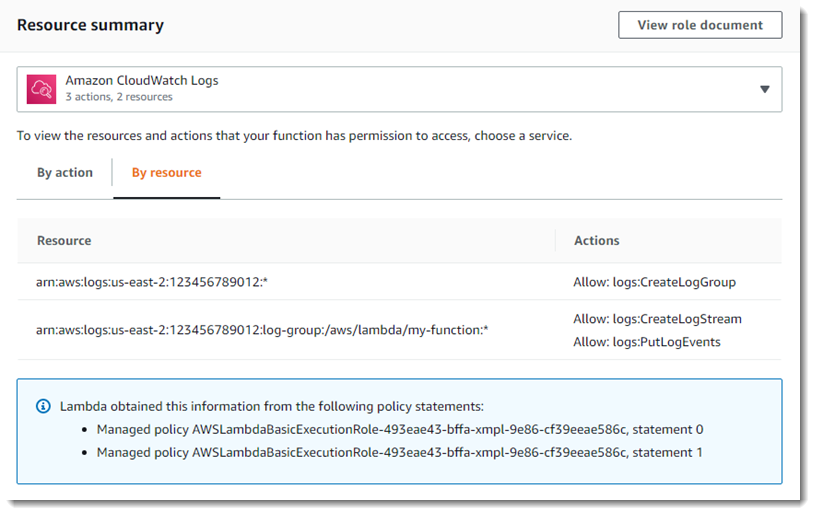 Resource summary
View role document
Amazon CloudWatch Logs
3 actions, 2 resources
To view the resources and actions that your function has permission to access, choose a service.
By action
By resource
Resource
Actions
arn:aws:logs:us-east-2:123456789012:*
Allow: logs:CreateLogGroup
arn:aws:logs:us-east-2:123456789012:log-group:/aws/lambda/my-function:*
Allow: logs:CreateLogStream
Allow: logs:PutLogEvents
Lambda obtained this information from the following policy statements:
• Managed policy AWSLambdaBasicExecutionRole-493eae43-bffa-xmpl-9e86-cf39eeae586c, statement 0
• Managed policy AWSLambdaBasicExecutionRole-493eae43-bffa-xmpl-9e86-cf39eeae586c, statement 1